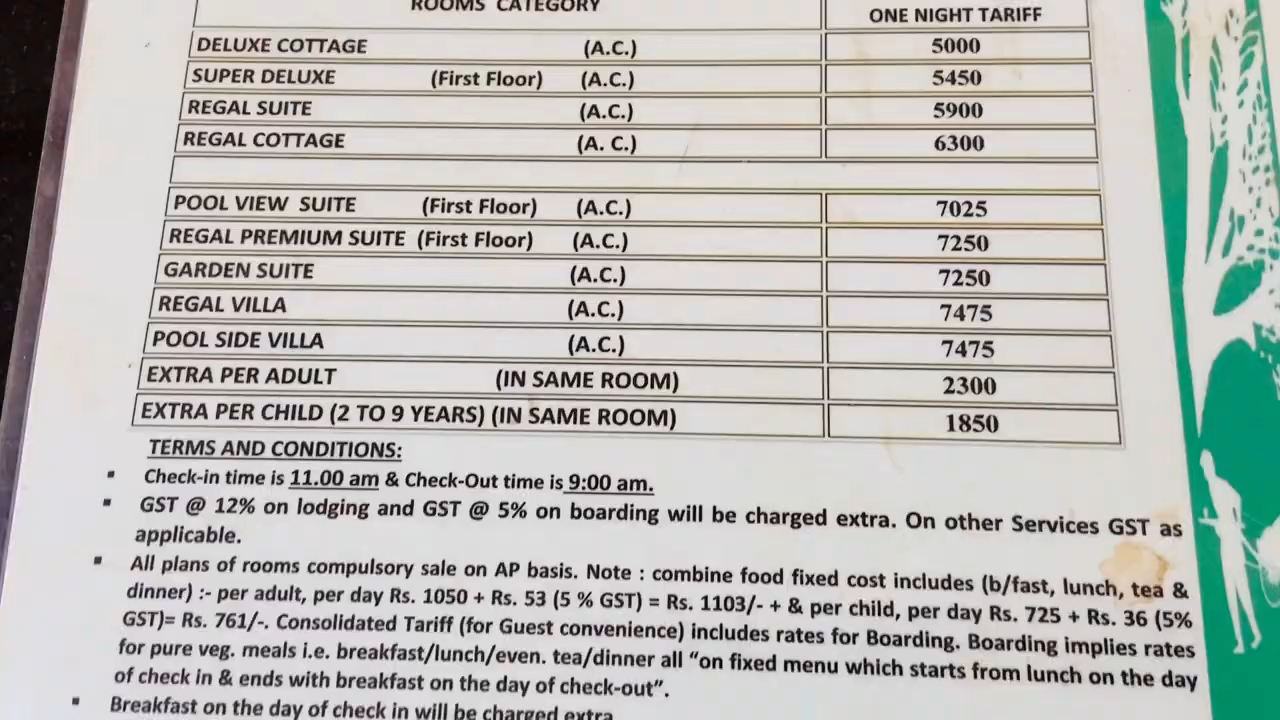 ROOMS CATEGORY ONE NIGHT TARIFF
DELUXE COTTAGE (A.C.) 5000
SUPER DELUXE (First Floor) (A.C.) 5450
REGAL SUITE (A.C.) 5900
REGAL COTTAGE (A. C.) 6300
POOL VIEW SUITE (First Floor) (A.C.) 7025
REGAL PREMIUM SUITE (First Floor) (A.C.) 7250
GARDEN SUITE (A.C.) 7250
REGAL VILLA (A.C.) 7475
POOL SIDE VILLA (A.C.) 7475
EXTRA PER ADULT (IN SAME ROOM) 2300
EXTRA PER CHILD (2 TO 9 YEARS) (IN SAME ROOM) 1850
TERMS AND CONDITIONS:
▪ Check-in time is 11.00 am & Check-Out time is 9:00 am.
▪ GST @ 12% on lodging and GST @ 5% on boarding will be charged extra. On other Services GST as
applicable.
▪ All plans of rooms compulsory sale on AP basis. Note : combine food fixed cost includes (b/fast, lunch, tea &
dinner) :- per adult, per day Rs. 1050 + Rs. 53 (5 % GST) = Rs. 1103/- + & per child, per day Rs. 725 + Rs. 36 (5%
GST)= Rs. 761/-. Consolidated Tariff (for Guest convenience) includes rates for Boarding. Boarding implies rates
for pure veg. meals i.e. breakfast/lunch/even. tea/dinner all "on fixed menu which starts from lunch on the day
of check in & ends with breakfast on the day of check-out".
▪ Breakfast on the day of check in will be charged extra